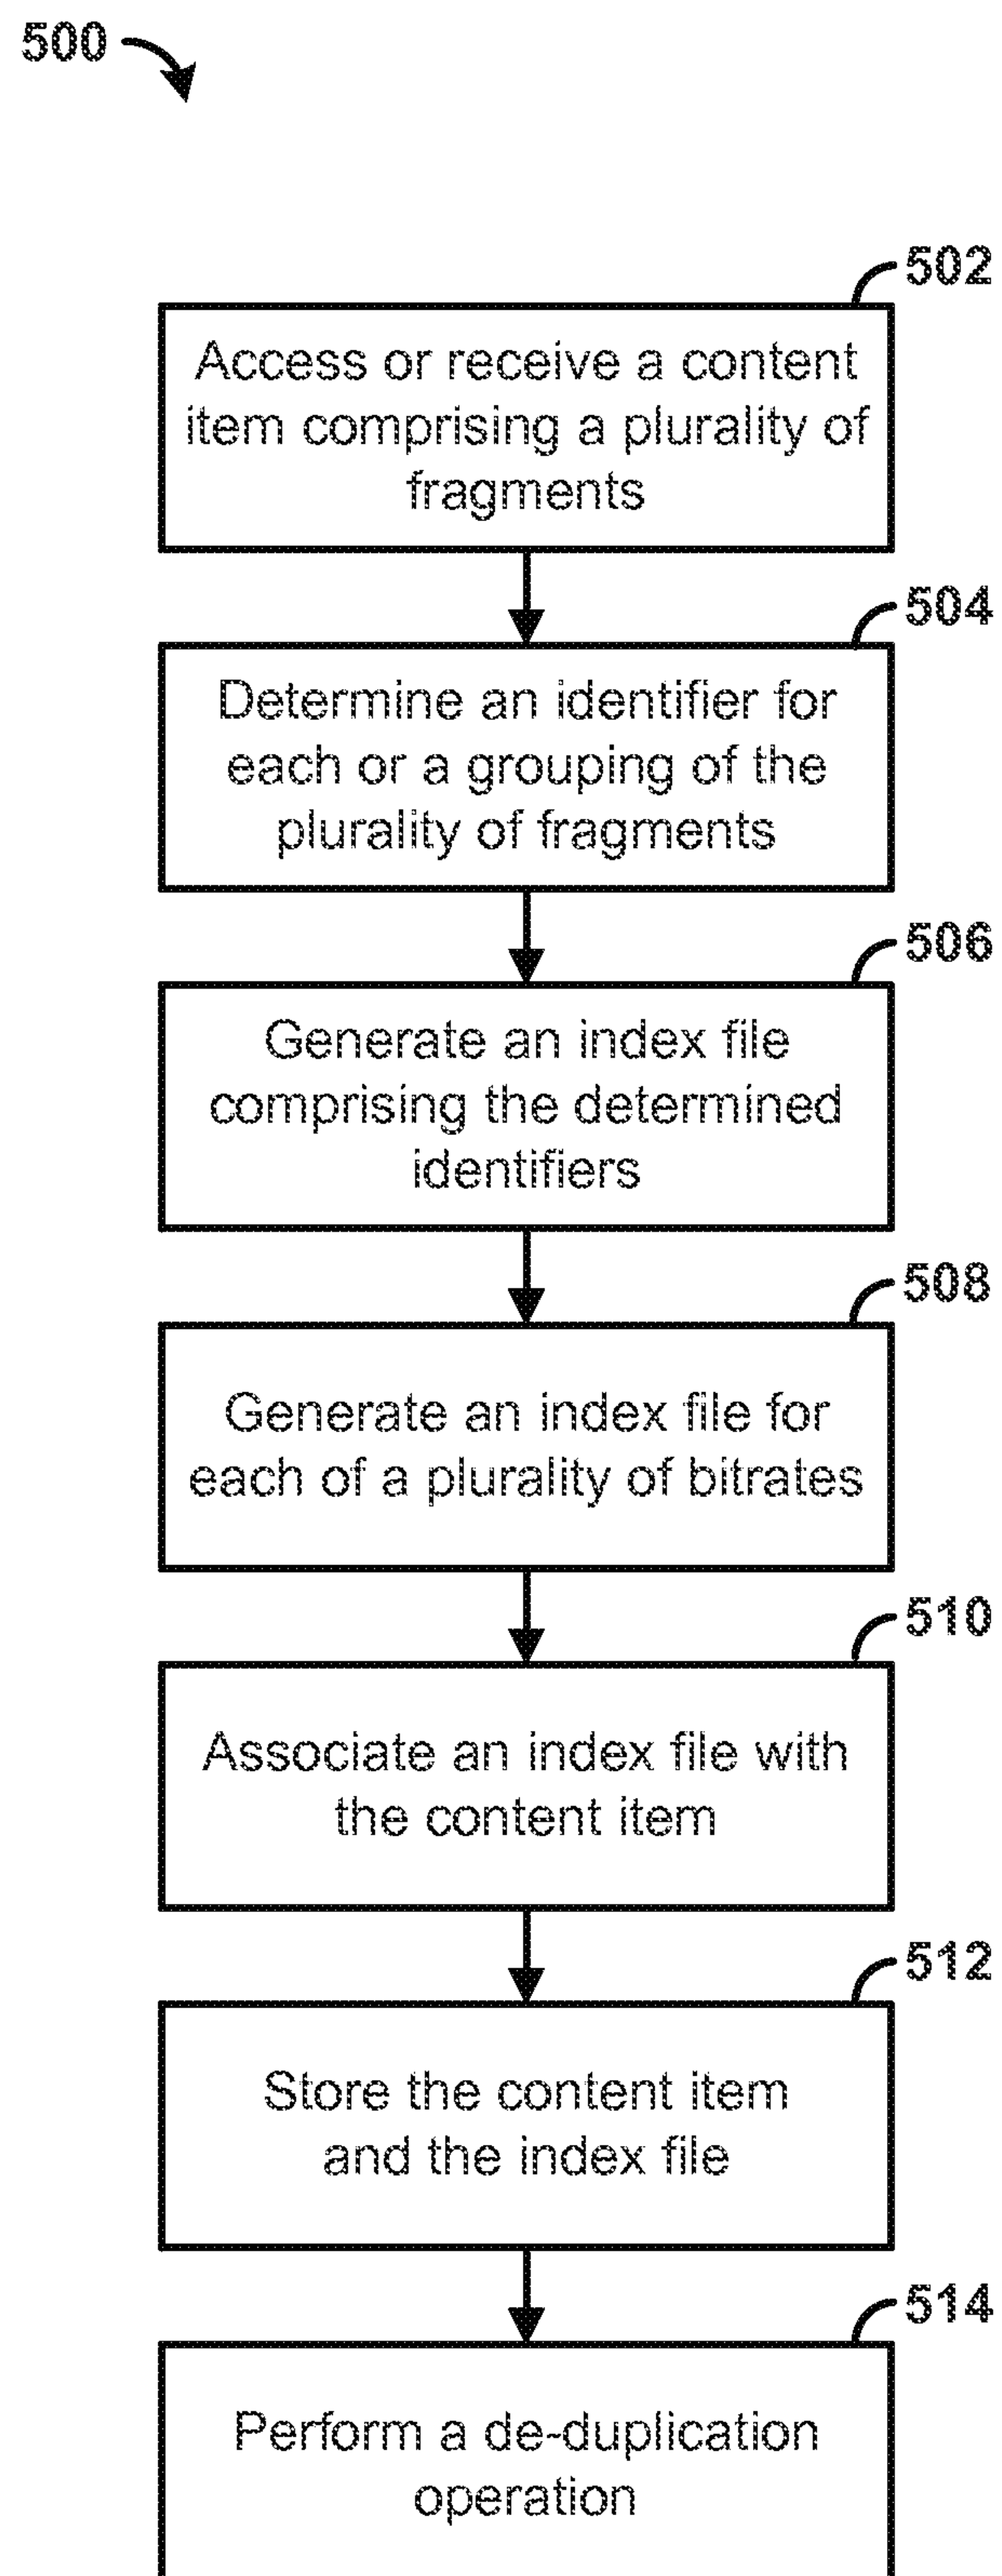 500
502
Access or receive a content
item comprising a plurality of
fragments
504
Determine an identifier for
each or a grouping of the
plurality of fragments
506
Generate an index file
comprising the determined
identifiers
508
Generate an index file for
each of a plurality of bitrates
510
Associate an index file with
the content item
512
Store the content item
and the index file
514
Perform a de-duplication
operation